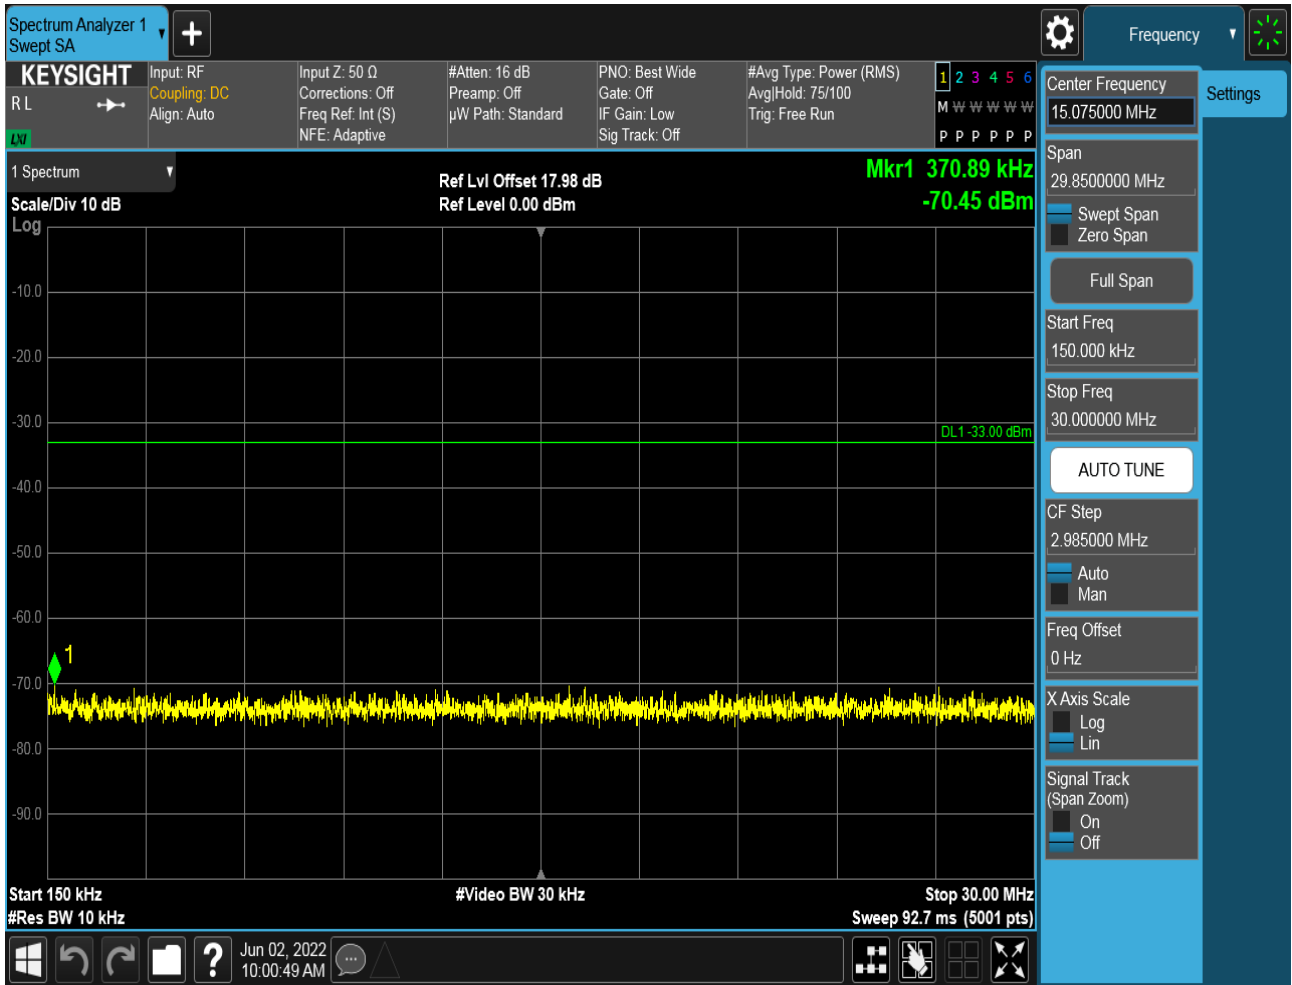 Spectrum Analyzer 1
Swept SA
Frequency
KEYSIGHT
R L
LXI
Input: RF
Coupling: DC
Align: Auto
Input Z: 50 Ω
Corrections: Off
Freq Ref: Int (S)
NFE: Adaptive
#Atten: 16 dB
Preamp: Off
µW Path: Standard
PNO: Best Wide
Gate: Off
IF Gain: Low
Sig Track: Off
#Avg Type: Power (RMS)
Avg|Hold: 75/100
Trig: Free Run
1 2 3 4 5 6
M W W W W W
P P P P P P
1 Spectrum
Scale/Div 10 dB
Log
Ref Lvl Offset 17.98 dB
Ref Level 0.00 dBm
Mkr1 370.89 kHz
-70.45 dBm
-10.0
-20.0
-30.0
DL1 -33.00 dBm
-40.0
-50.0
-60.0
1
-70.0
-80.0
-90.0
Start 150 kHz
#Res BW 10 kHz
#Video BW 30 kHz
Stop 30.00 MHz
Sweep 92.7 ms (5001 pts)
?
Jun 02, 2022
10:00:49 AM
Center Frequency
15.075000 MHz
Settings
Span
29.8500000 MHz
Swept Span
Zero Span
Full Span
Start Freq
150.000 kHz
Stop Freq
30.000000 MHz
AUTO TUNE
CF Step
2.985000 MHz
Auto
Man
Freq Offset
0 Hz
X Axis Scale
Log
Lin
Signal Track
(Span Zoom)
On
Off